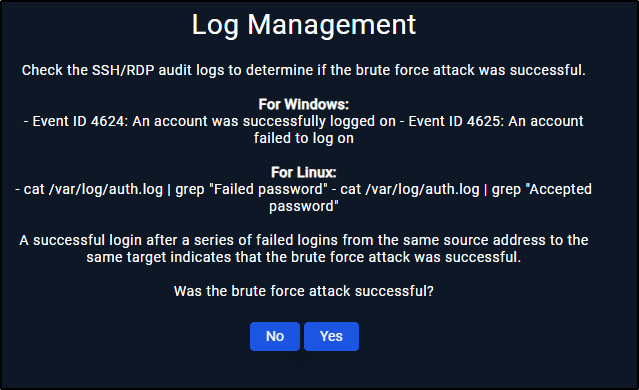 Log Management
Check the SSH/RDP audit logs to determine if the brute force attack was successful.
For Windows:
- Event ID 4624: An account was successfully logged on - Event ID 4625: An account
failed to log on
For Linux:
- cat /var/log/auth.log | grep "Failed password" - cat /var/log/auth.log | grep "Accepted
password"
A successful login after a series of failed logins from the same source address to the
same target indicates that the brute force attack was successful.
Was the brute force attack successful?
No Yes